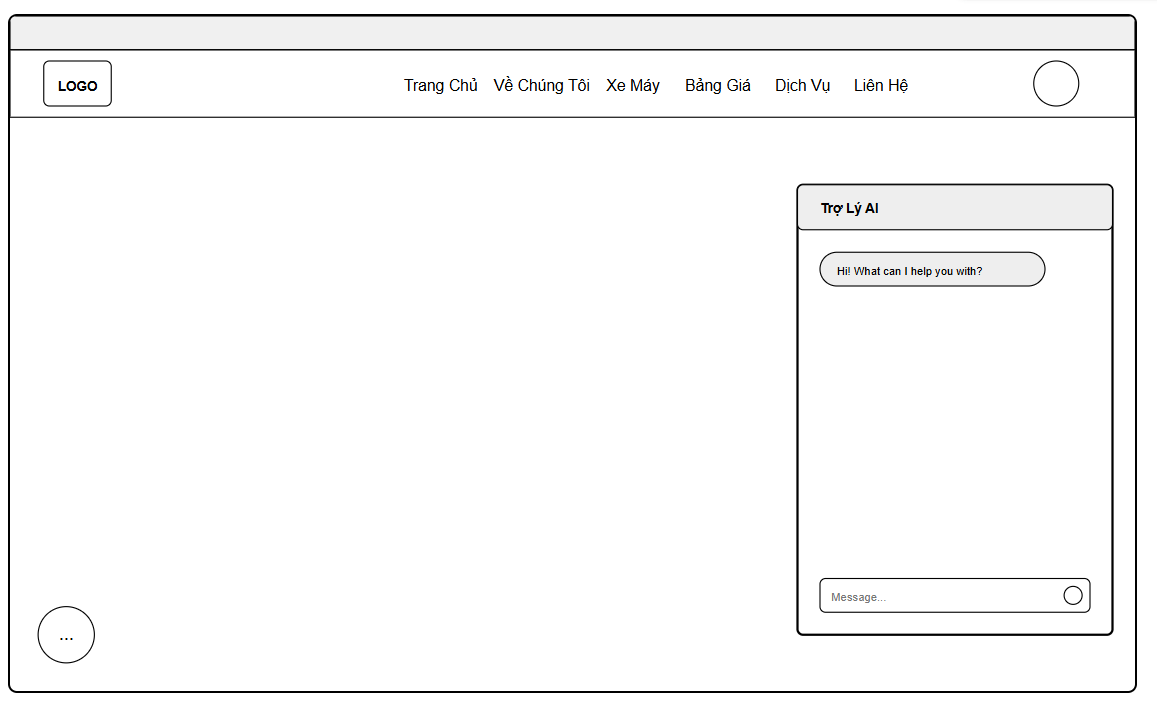 LOGO
Trang Chủ Về Chúng Tôi Xe Máy Bảng Giá Dịch Vụ Liên Hệ
Trợ Lý AI
Hi! What can I help you with?
Message...
...